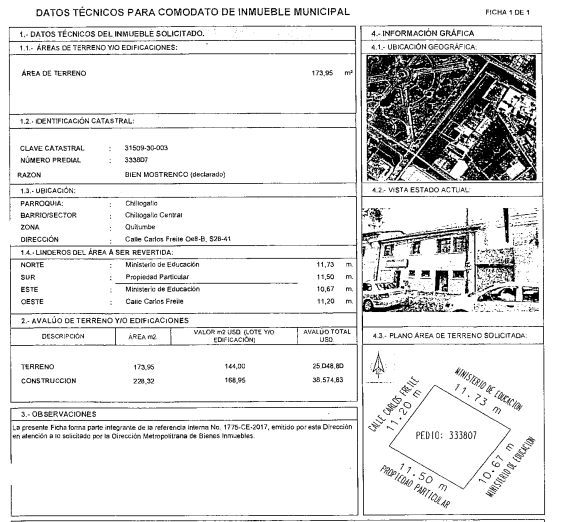 DATOS TÉCNICOS PARA COMODATO DE INMUEBLE MUNICIPAL
FICHA 1 DE 1
1.- DATOS TÉCNICOS DEL INMUEBLE SOLICITADO.
1.1.- ÁREAS DE TERRENO Y/O EDIFICACIONES:
ÁREA DE TERRENO 173,95 m²
1.2.- IDENTIFICACIÓN CATASTRAL:
CLAVE CATASTRAL : 31509-30-003
NÚMERO PREDIAL : 333807
RAZON BIEN MOSTRENCO (declarado)
1.3.- UBICACIÓN:
PARROQUIA: : Chillogallo
BARRIO/SECTOR : Chillogallo Central
ZONA : Quitumbe
DIRECCIÓN : Calle Carlos Freile Oe8-B, S28-41
1.4.- LINDEROS DEL ÁREA A SER REVERTIDA:
NORTE : Ministerio de Educación 11,73 m.
SUR : Propiedad Particular 11,50 m.
ESTE : Ministerio de Educación 10,67 m.
OESTE : Calle Carlos Freile 11,20 m.
2.- AVALÚO DE TERRENO Y/O EDIFICACIONES
DESCRIPCIÓN ÁREA m2. VALOR m2 USD. (LOTE Y/O EDIFICACIÓN) AVALÚO TOTAL USD.
TERRENO 173,95 144,00 25.048,80
CONSTRUCCION 228,32 168,95 38.574,63
3.- OBSERVACIONES
La presente Ficha forma parte integrante de la referencia interna No. 1775-CE-2017, emitido por esta Dirección
en atención a lo solicitado por la Dirección Metropolitrana de Bienes Inmuebles.
4.- INFORMACIÓN GRÁFICA
4.1.- UBICACIÓN GEOGRÁFICA.
4.2.- VISTA ESTADO ACTUAL:
4.3.- PLANO ÁREA DE TERRENO SOLICITADA:
MINISTERIO DE EDUCACION
11.73 m
CALLE CARLOS FREILE
11.20 m
PEDIO: 333807
10.67 m
MINISTERIO DE EDUCACION
11.50 m
PROPIEDAD PARTICULAR